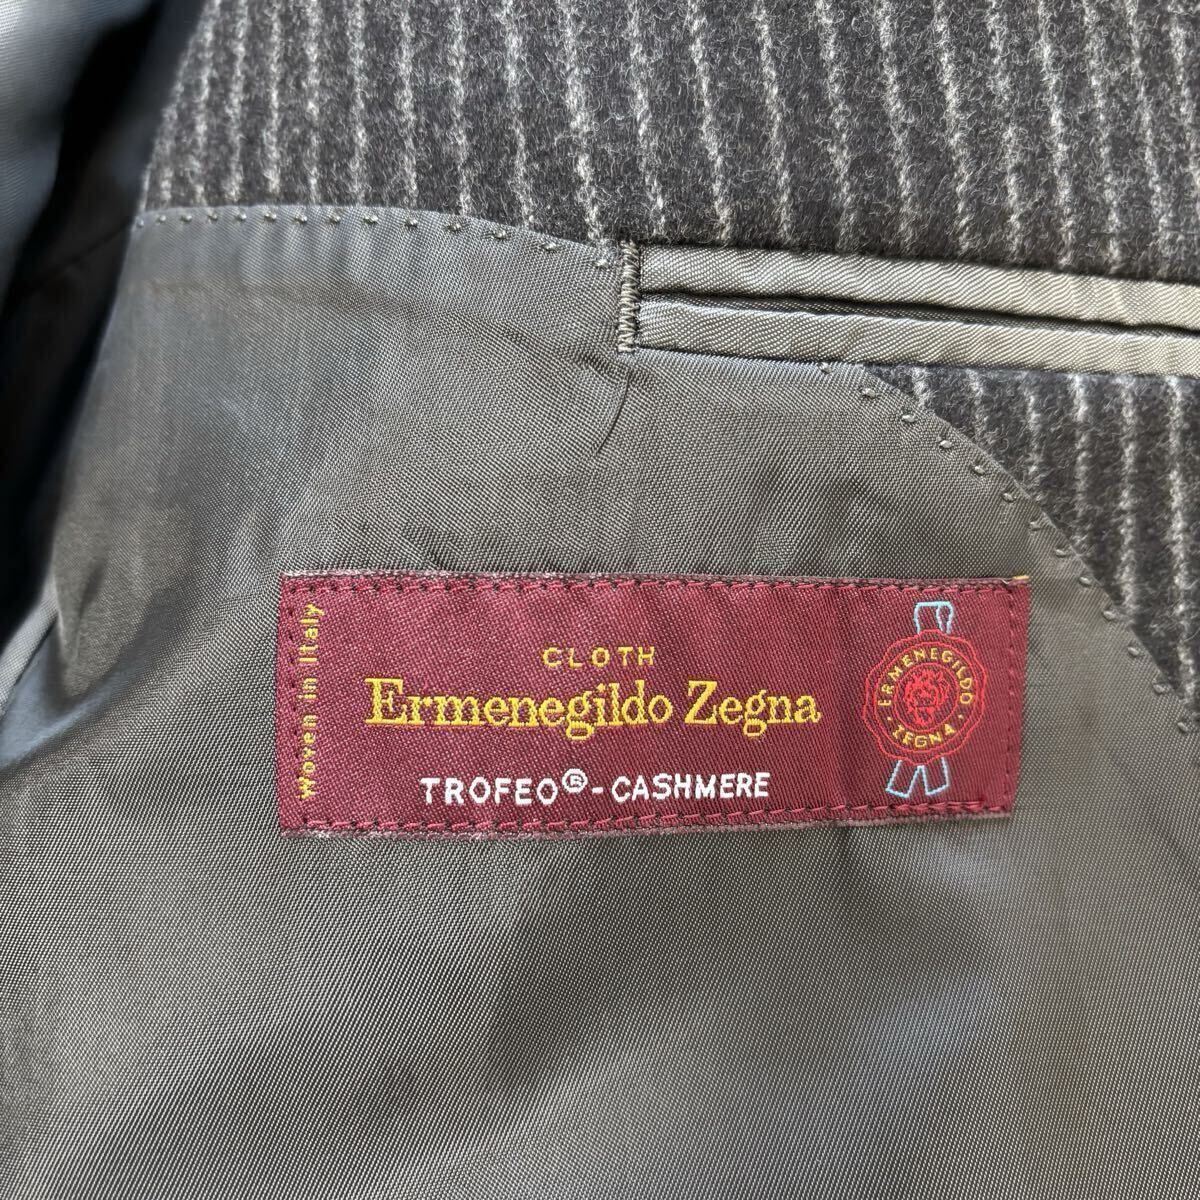 Woven in Italy
CLOTH
Ermenegildo Zegna
TROFEO®-CASHMERE
ERMENEGILDO
· ZEGNA ·